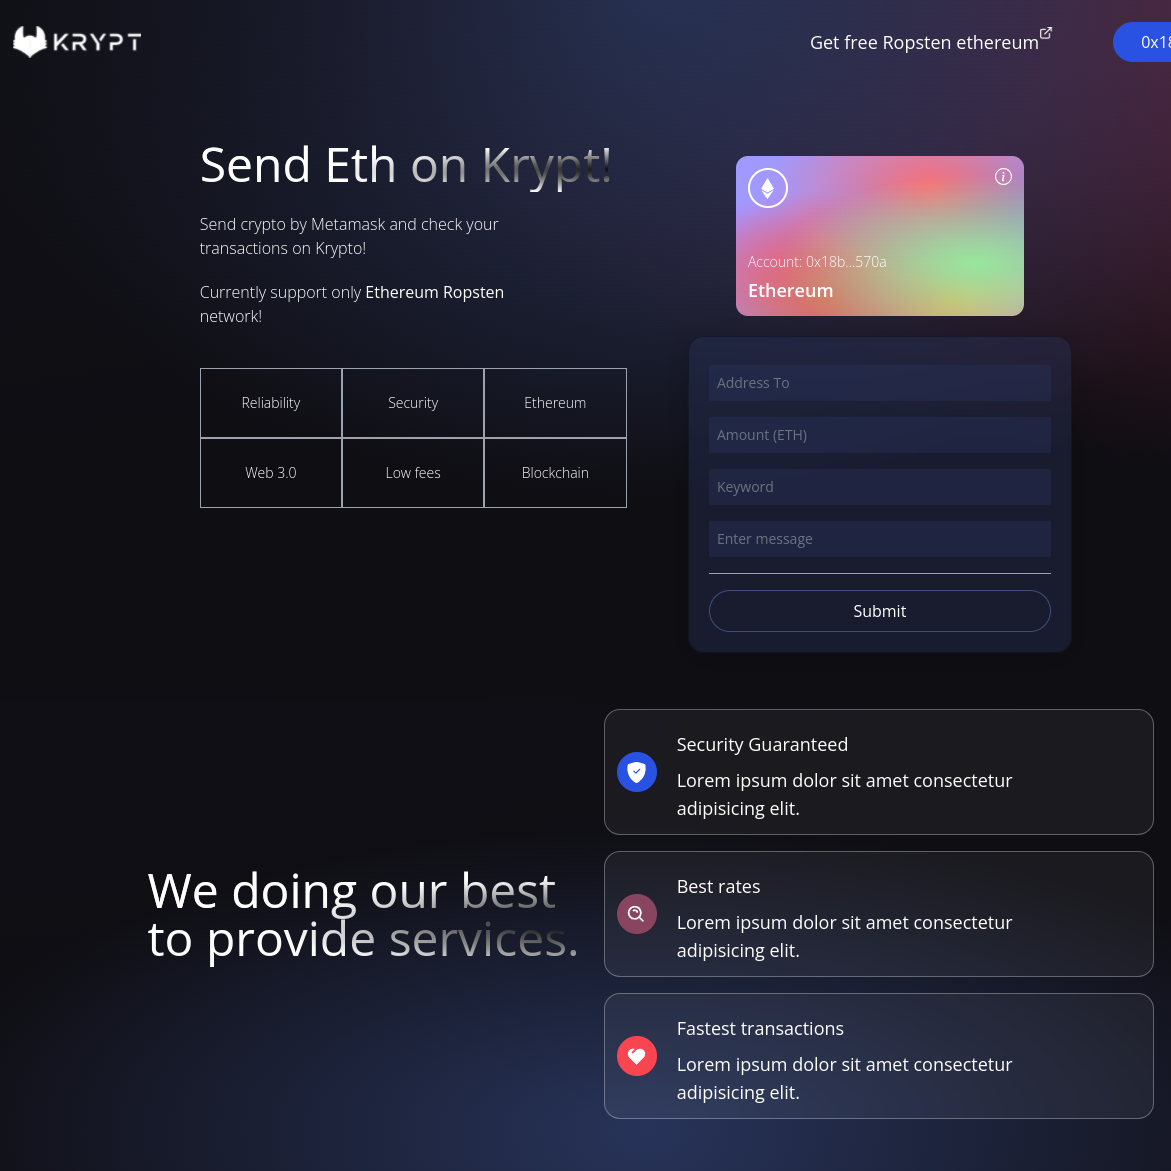 KRYPT
Get free Ropsten ethereum
0x18
Send Eth on Krypt!
Send crypto by Metamask and check your
transactions on Krypto!
Currently support only Ethereum Ropsten
network!
Reliability
Security
Ethereum
Web 3.0
Low fees
Blockchain
Account: 0x18b...570a
Ethereum
Address To
Amount (ETH)
Keyword
Enter message
Submit
We doing our best
to provide services.
Security Guaranteed
Lorem ipsum dolor sit amet consectetur
adipisicing elit.
Best rates
Lorem ipsum dolor sit amet consectetur
adipisicing elit.
Fastest transactions
Lorem ipsum dolor sit amet consectetur
adipisicing elit.